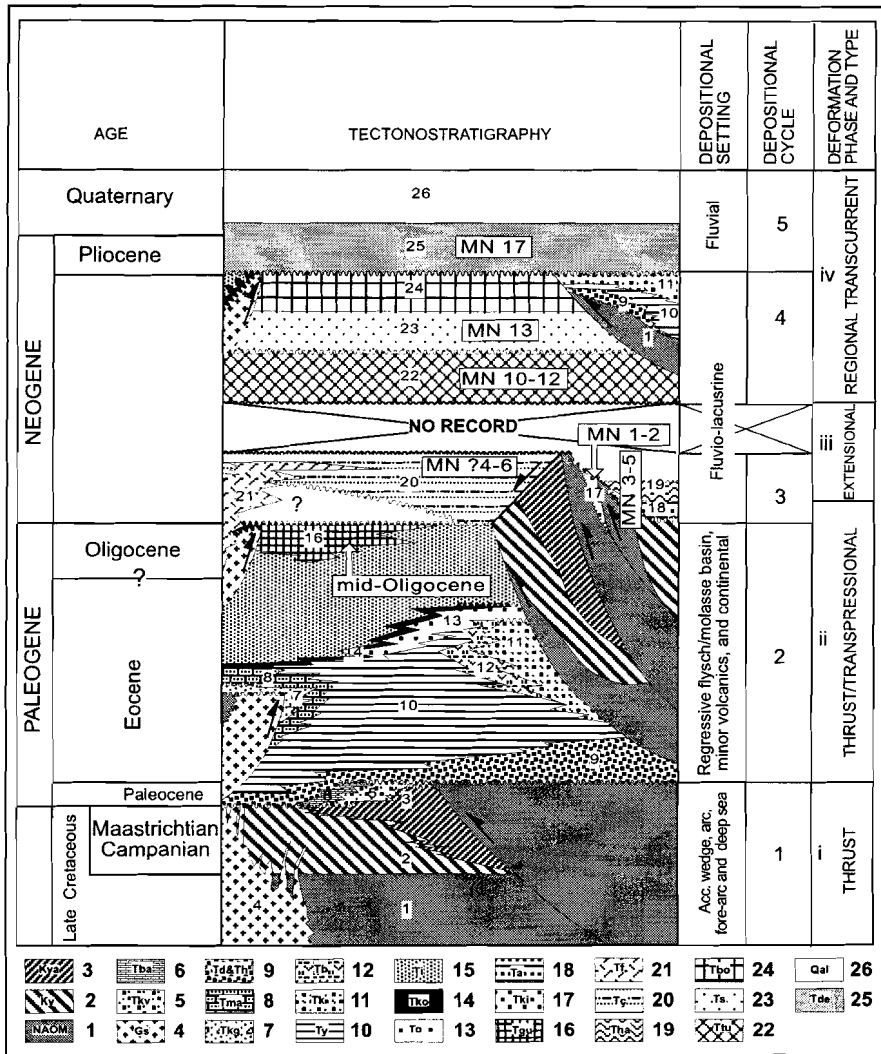 AGE
TECTONOSTRATIGRAPHY
DEPOSITIONAL SETTING
DEPOSITIONAL CYCLE
DEFORMATION PHASE AND TYPE
Quaternary
26
Fluvial
5
NEOGENE
Pliocene
25
MN 17
24
11
9
10
1
4
iv
REGIONAL TRANSCURRENT
23
MN 13
22
MN 10-12
NO RECORD
Fluvio-lacusrine
iii
EXTENSIONAL
MN 1-2
MN ?4-6
MN 3-5
20
21
?
17
19
18
3
PALEOGENE
Oligocene
?
16
mid-Oligocene
Eocene
13
14
11
12
8
7
10
9
Regressive flysch/molasse basin,
minor volcanics, and continental
2
ii
THRUST/TRANSPRESSIONAL
Paleocene
5
3
Late Cretaceous
Maastrichtian
Campanian
2
4
1
Acc. wedge, arc,
fore-arc and deep sea
1
i
THRUST
Kya 3
Tba 6
Td&Th 9
Tb 12
15
Ta 18
21
Tbo 24
Qal 26
Ky 2
Tkv 5
Tma 8
11
Tko 14
Tki 17
Tç 20
Ts 23
Tde 25
NAOM 1
Gs 4
Tkg 7
Ty 10
To 13
Tgu 16
Tha 19
Ttu 22